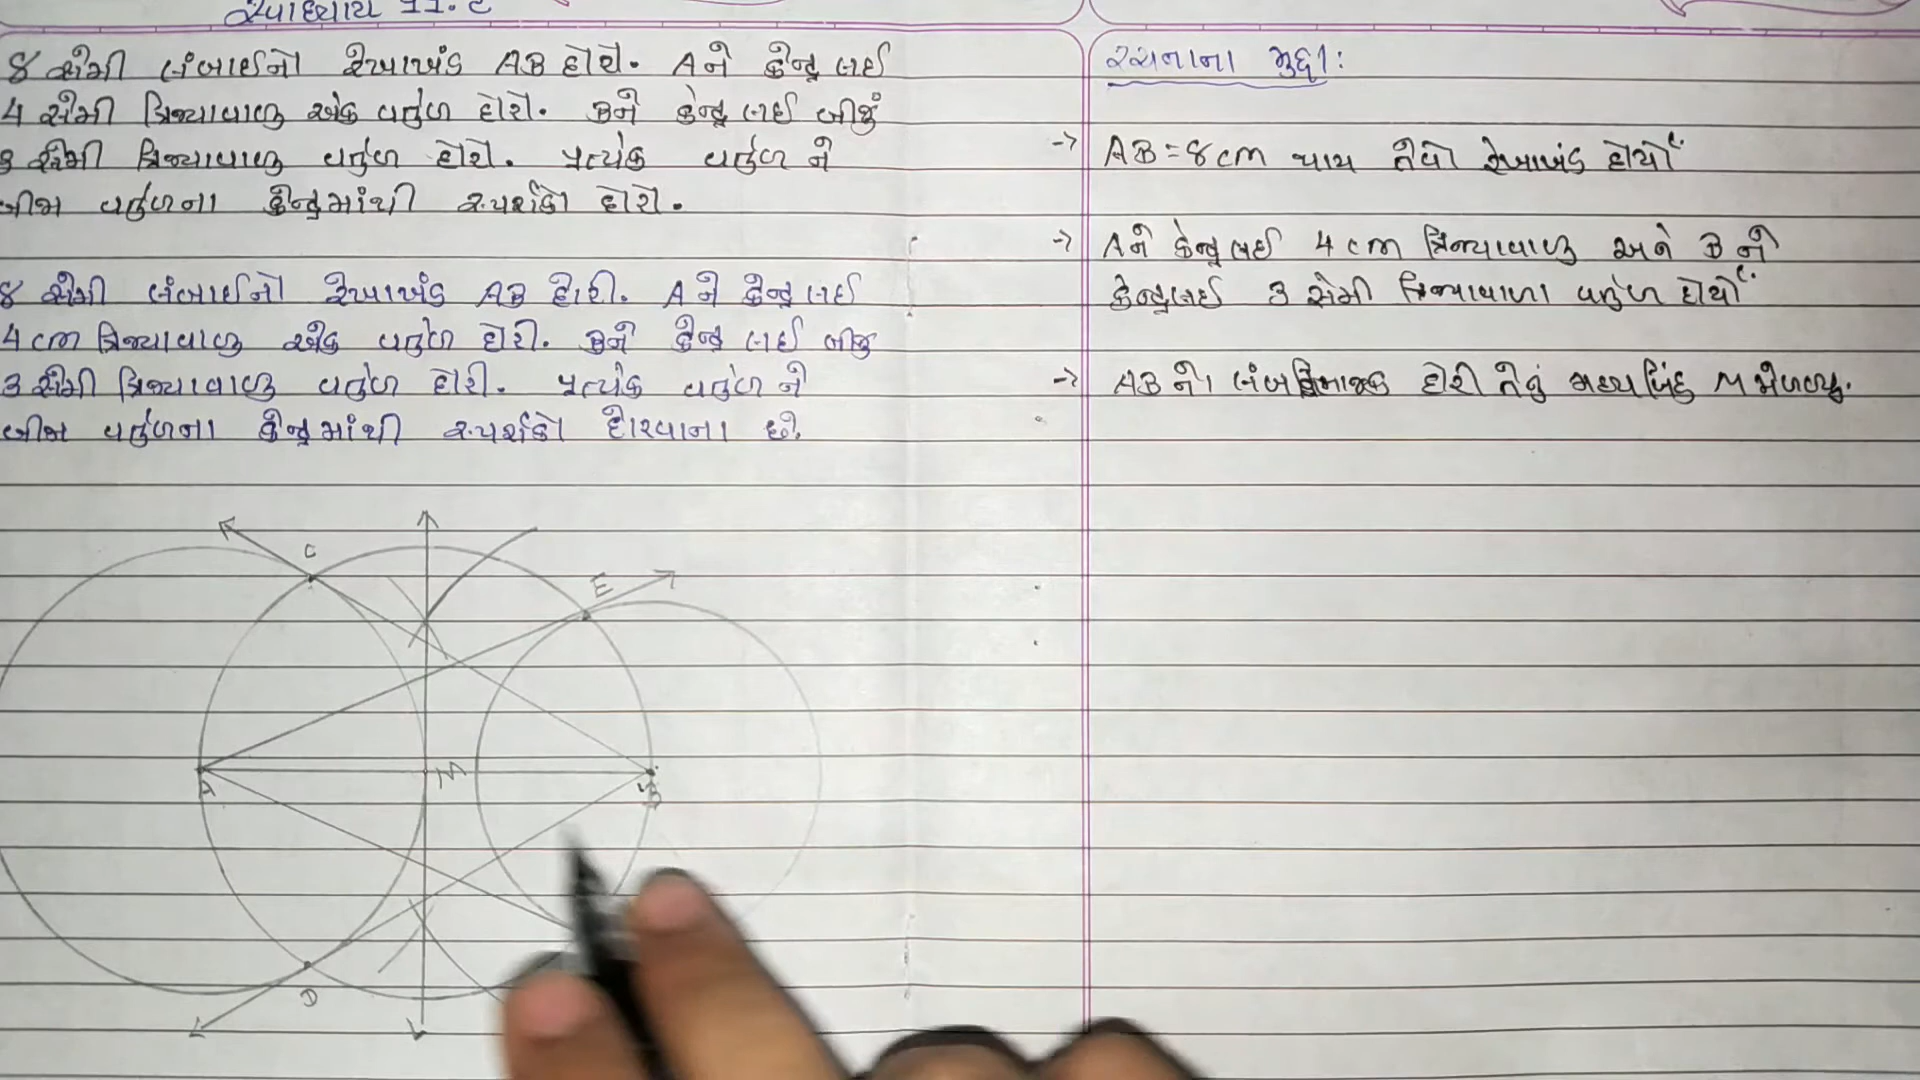 સ્વાધ્યાય 11.2
8 સેમી લંબાઈનો રેખાખંડ AB દોરો. A ને કેન્દ્ર લઈ
4 સેમી ત્રિજ્યાવાળુ એક વર્તુળ દોરો. B ને કેન્દ્ર લઈ બીજું
3 સેમી ત્રિજ્યાવાળુ વર્તુળ દોરો. પ્રત્યેક વર્તુળ ને
બીજા વર્તુળના કેન્દ્રમાંથી સ્પર્શકો દોરો.
8 સેમી લંબાઈનો રેખાખંડ AB દોરી. A ને કેન્દ્ર લઈ
4 cm ત્રિજ્યાવાળુ એક વર્તુળ દોરી. B ને કેન્દ્ર લઈ બીજુ
3 સેમી ત્રિજ્યાવાળુ વર્તુળ દોરી. પ્રત્યેક વર્તુળ ને
બીજા વર્તુળના કેન્દ્રમાંથી સ્પર્શકો દોરવાના છે.
C
E
A
M
B
D
રચનાના મુદ્દા:
→ AB = 8 cm થાય તેવો રેખાખંડ દોર્યો.
→ A ને કેન્દ્ર લઈ 4 cm ત્રિજ્યાવાળુ અને B ને
કેન્દ્ર લઈ 3 સેમી ત્રિજ્યાવાળા વર્તુળ દોર્યો.
→ AB નો લંબદ્વિભાજક દોરી તેનું મધ્યબિંદુ M મેળવ્યુ.